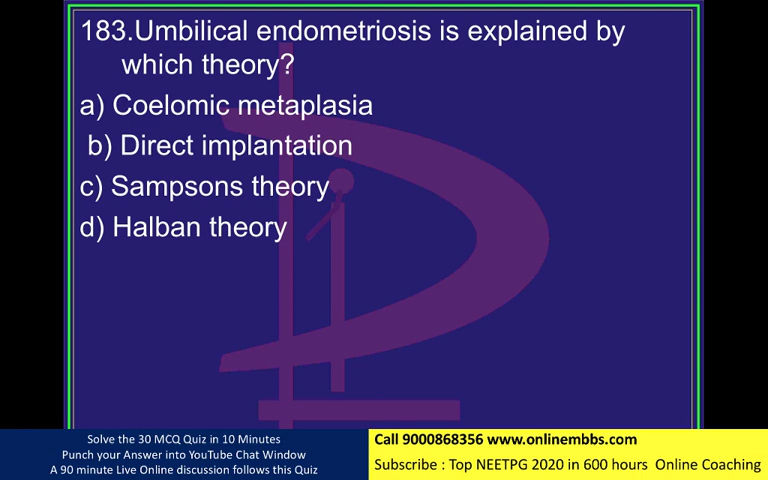 183.Umbilical endometriosis is explained by
which theory?
a) Coelomic metaplasia
b) Direct implantation
c) Sampsons theory
d) Halban theory
Solve the 30 MCQ Quiz in 10 Minutes
Punch your Answer into YouTube Chat Window
A 90 minute Live Online discussion follows this Quiz
Call 9000868356 www.onlinembbs.com
Subscribe : Top NEETPG 2020 in 600 hours Online Coaching